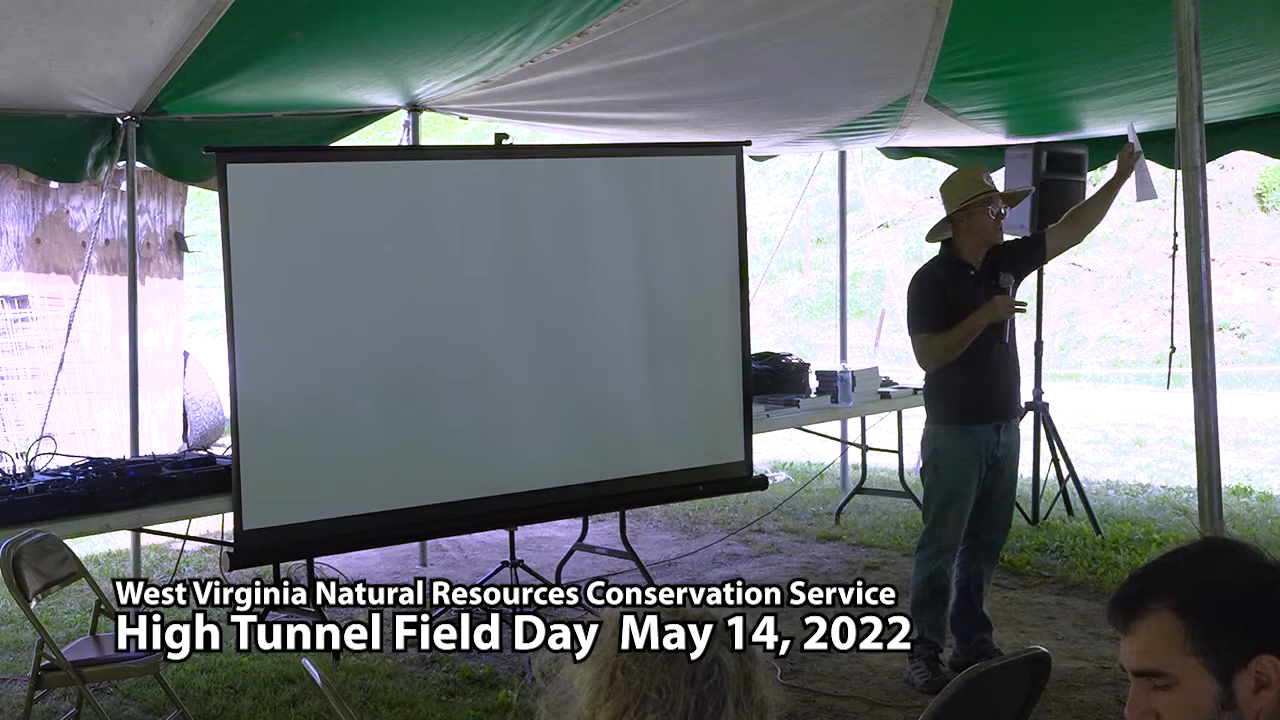 West Virginia Natural Resources Conservation Service
High Tunnel Field Day  May 14, 2022